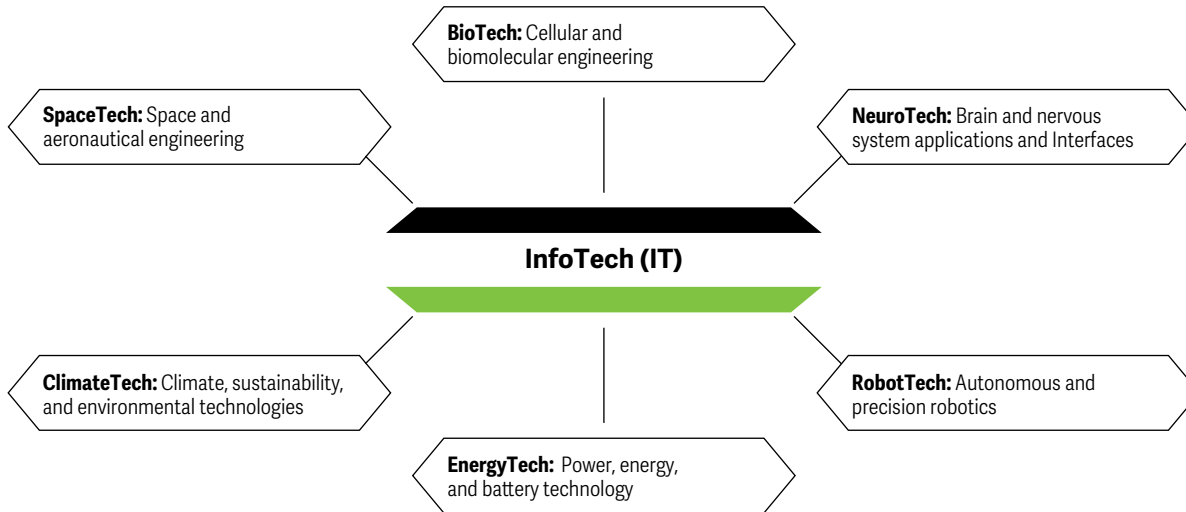 BioTech: Cellular and
biomolecular engineering
SpaceTech: Space and
aeronautical engineering
NeuroTech: Brain and nervous
system applications and Interfaces
InfoTech (IT)
ClimateTech: Climate, sustainability,
and environmental technologies
RobotTech: Autonomous and
precision robotics
EnergyTech: Power, energy,
and battery technology